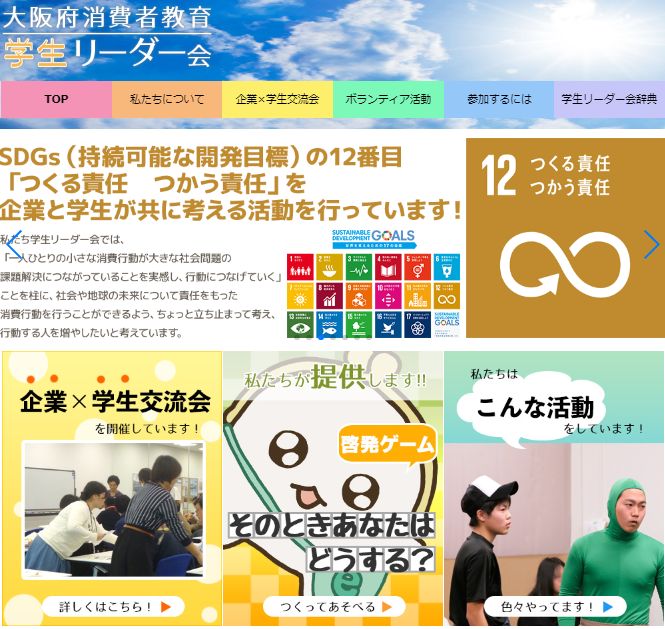 大阪府消費者教育
学生リーダー会
TOP
私たちについて
企業×学生交流会
ボランティア活動
参加するには
学生リーダー会辞典
SDGs（持続可能な開発目標）の12番目
「つくる責任　つかう責任」を
企業と学生が共に考える活動を行っています！
私たち学生リーダー会では、
「一人ひとりの小さな消費行動が大きな社会問題の
課題解決につながっていることを実感し、行動につなげていく」
ことを柱に、社会や地球の未来について責任をもった
消費行動を行うことができるよう、ちょっと立ち止まって考え、
行動する人を増やしたいと考えています。
SUSTAINABLE
DEVELOPMENT GOALS
12 つくる責任
つかう責任
企業×学生交流会
を開催しています！
詳しくはこちら！
私たちが提供します!!
啓発ゲーム
そのときあなたは
どうする？
つくってあそべる
私たちは
こんな活動
をしています！
色々やってます！